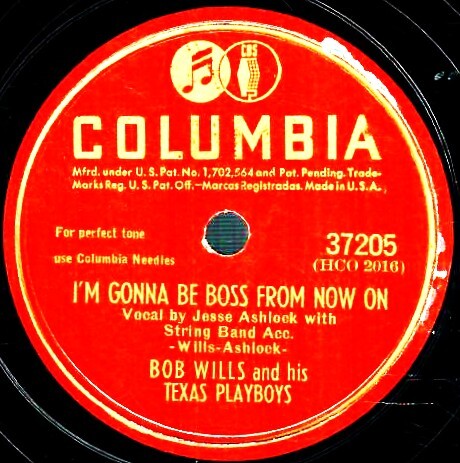 CBS
COLUMBIA
Mfrd. under U.S. Pat. No. 1,702,564 and Pat. Pending. Trade-
Marks Reg. U.S. Pat. Off.—Marcas Registradas. Made in U.S.A.
For perfect tone
use Columbia Needles
37205
(HCO 2016)
I'M GONNA BE BOSS FROM NOW ON
Vocal by Jesse Ashlock with
String Band Acc.
-Wills-Ashlock-
BOB WILLS and his
TEXAS PLAYBOYS